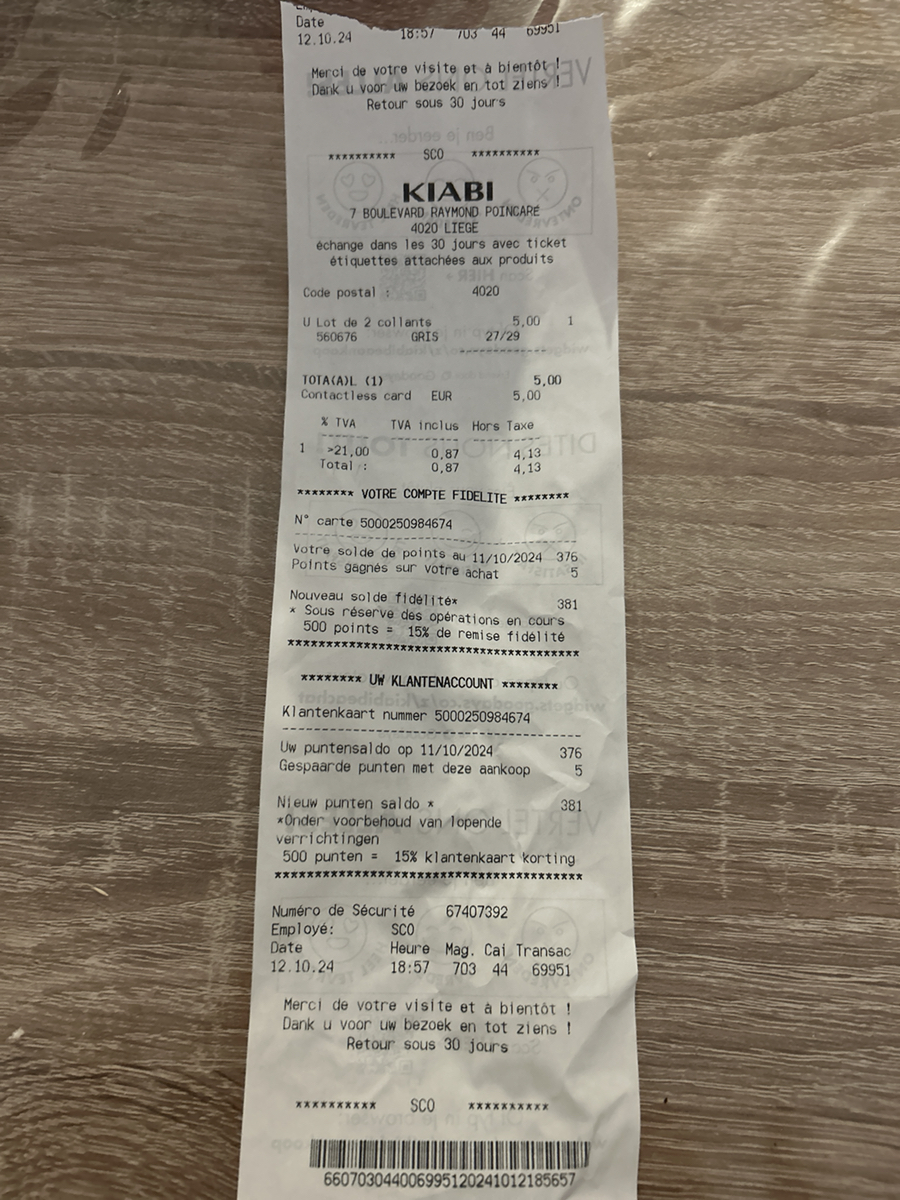 Date
12.10.24 18:57 703 44 69951
Merci de votre visite et à bientôt !
Dank u voor uw bezoek en tot ziens !
Retour sous 30 jours
********** SCO **********
KIABI
7 BOULEVARD RAYMOND POINCARE
4020 LIEGE
échange dans les 30 jours avec ticket
étiquettes attachées aux produits
Code postal : 4020
U Lot de 2 collants 5,00 1
560676 GRIS 27/29
--------------
TOTA(A)L (1) 5,00
Contactless card EUR 5,00
% TVA TVA inclus Hors Taxe
1 >21,00 0,87 4,13
Total : 0,87 4,13
******** VOTRE COMPTE FIDELITE ********
N° carte 5000250984674
--------------------------------------
Votre solde de points au 11/10/2024 376
Points gagnés sur votre achat 5
Nouveau solde fidélité* 381
* Sous réserve des opérations en cours
500 points = 15% de remise fidélité
****************************************
******** UW KLANTENACCOUNT ********
Klantenkaart nummer 5000250984674
--------------------------------------
Uw puntensaldo op 11/10/2024 376
Gespaarde punten met deze aankoop 5
Nieuw punten saldo * 381
*Onder voorbehoud van lopende
verrichtingen
500 punten = 15% klantenkaart korting
****************************************
Numéro de Sécurité 67407392
Employé: SCO
Date Heure Mag. Cai Transac
12.10.24 18:57 703 44 69951
Merci de votre visite et à bientôt !
Dank u voor uw bezoek en tot ziens !
Retour sous 30 jours
********** SCO **********
660703044006995120241012185657